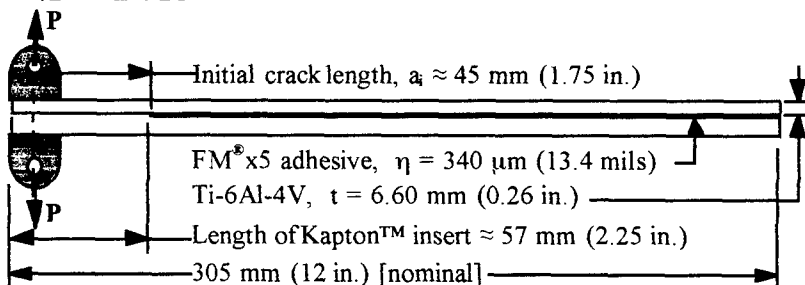 P
Initial crack length, aᵢ ≈ 45 mm (1.75 in.)
FM®x5 adhesive, η = 340 μm (13.4 mils)
Ti-6Al-4V, t = 6.60 mm (0.26 in.)
P
Length of Kapton™ insert ≈ 57 mm (2.25 in.)
305 mm (12 in.) [nominal]